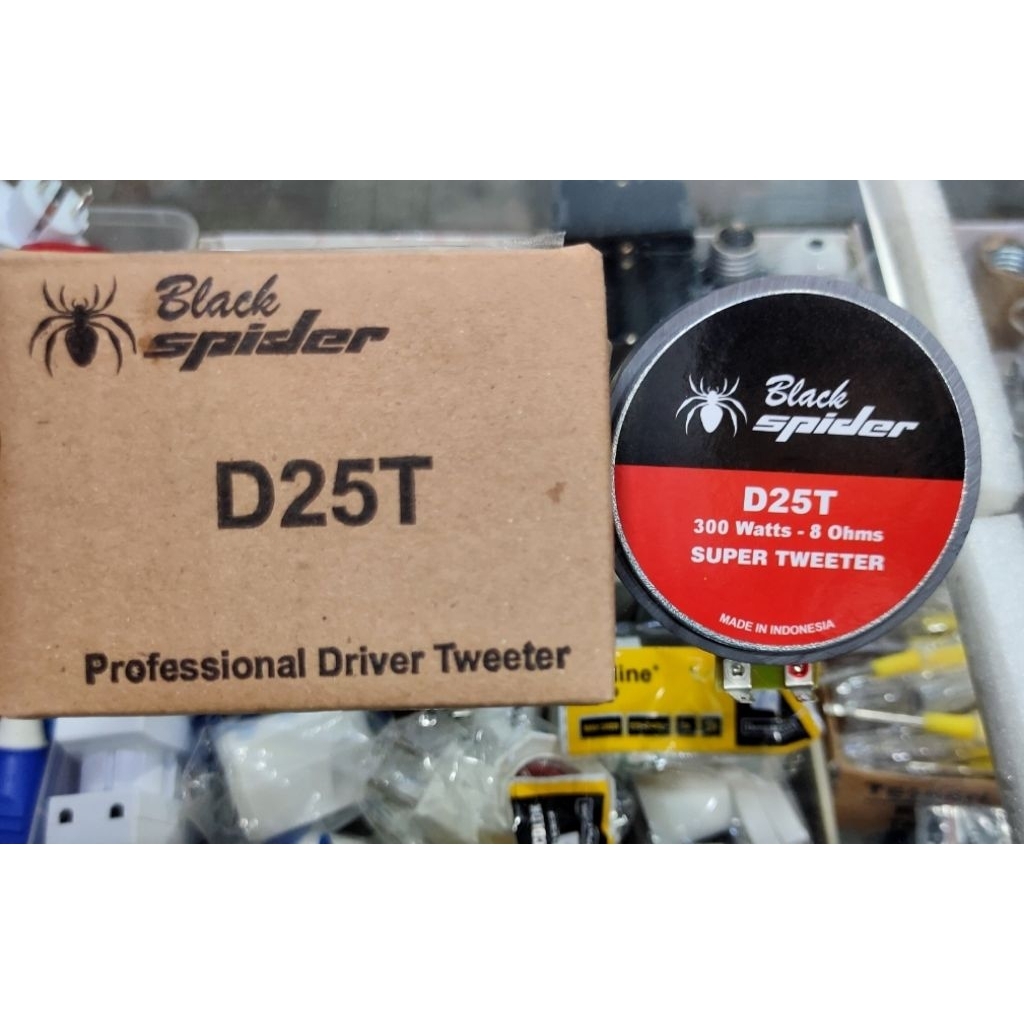 Black
spider
D25T
Professional Driver Tweeter
Black
spider
D25T
300 Watts - 8 Ohms
SUPER TWEETER
MADE IN INDONESIA